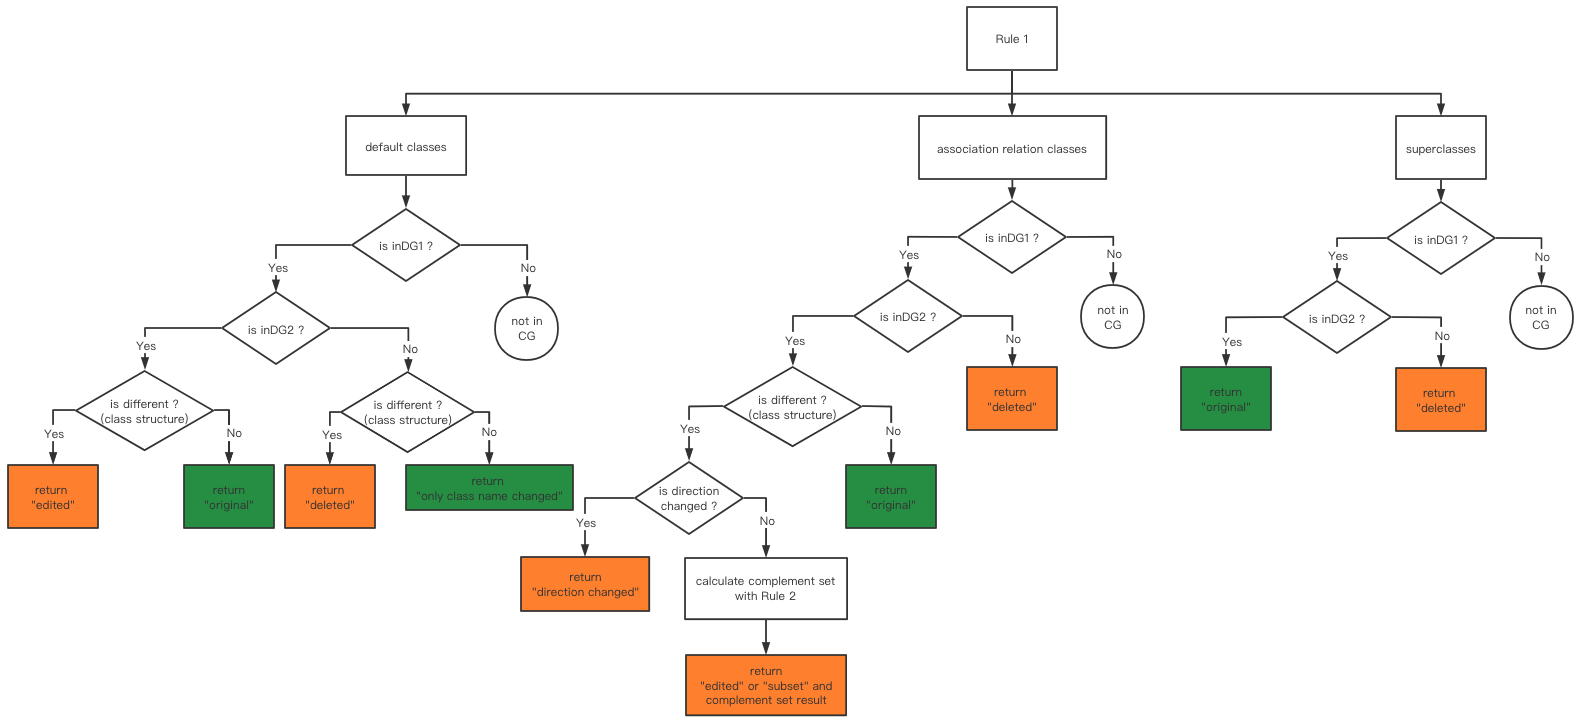 Rule 1
default classes
association relation classes
superclasses
is inDG1 ?
is inDG1 ?
is inDG1 ?
Yes
No
Yes
No
Yes
No
is inDG2 ?
not in
CG
is inDG2 ?
not in
CG
is inDG2 ?
not in
CG
Yes
No
Yes
No
Yes
No
is different ?
(class structure)
is different ?
(class structure)
is different ?
(class structure)
return
"deleted"
return
"original"
return
"deleted"
Yes
No
Yes
No
Yes
No
return
"edited"
return
"original"
return
"deleted"
return
"only class name changed"
is direction
changed ?
return
"original"
Yes
No
return
"direction changed"
calculate complement set
with Rule 2
return
"edited" or "subset" and
complement set result